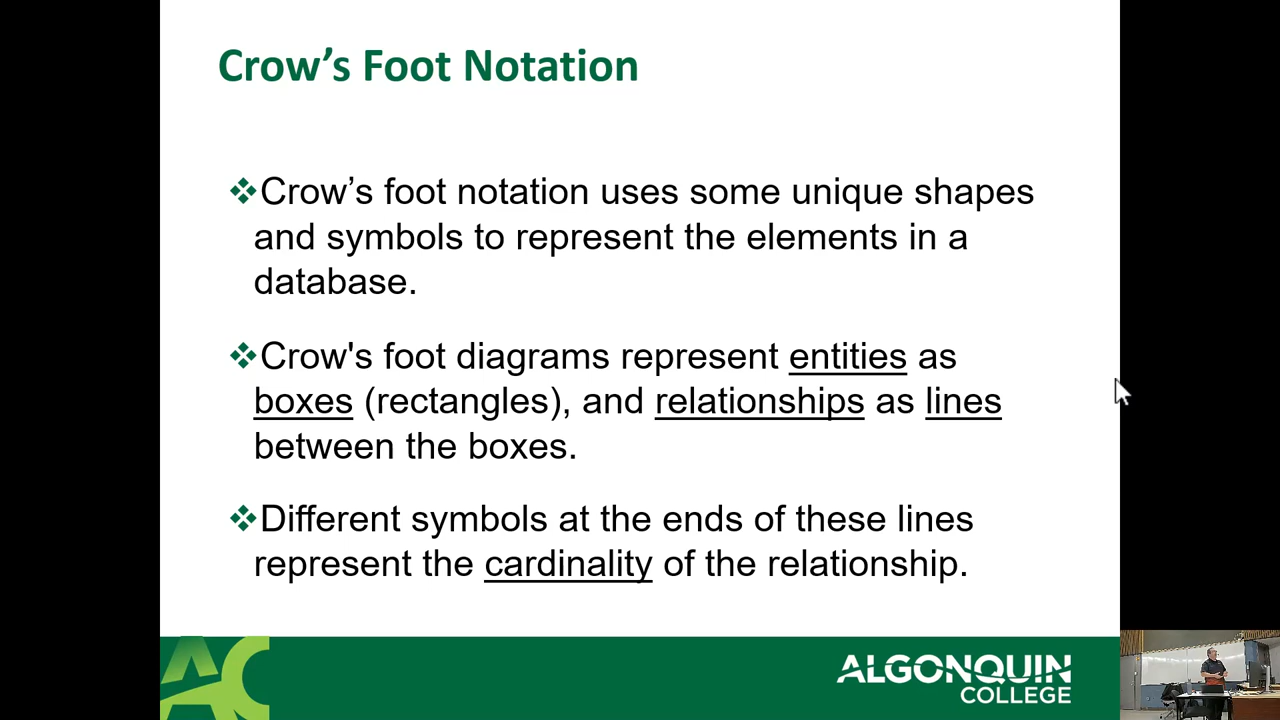 Crow’s Foot Notation
❖Crow’s foot notation uses some unique shapes
and symbols to represent the elements in a
database.
❖Crow's foot diagrams represent entities as
boxes (rectangles), and relationships as lines
between the boxes.
❖Different symbols at the ends of these lines
represent the cardinality of the relationship.
AC
ALGONQUIN
COLLEGE